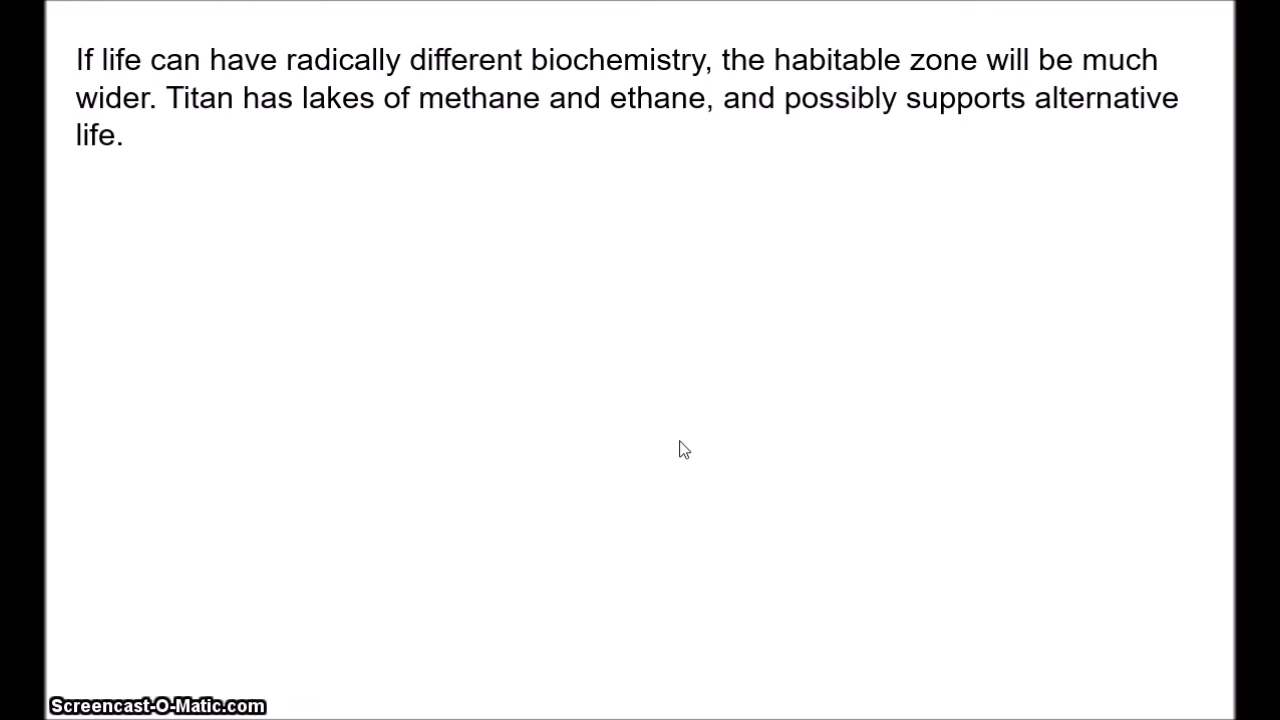 If life can have radically different biochemistry, the habitable zone will be much
wider. Titan has lakes of methane and ethane, and possibly supports alternative
life.
Screencast-O-Matic.com